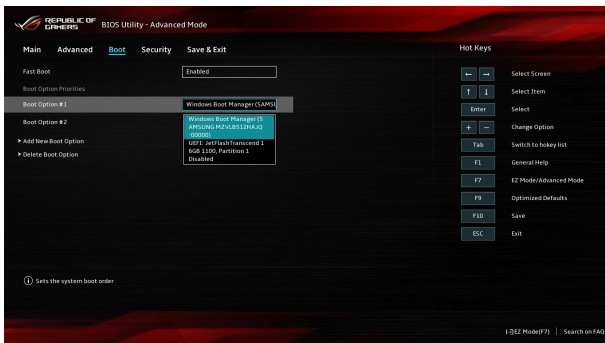 REPUBLIC OF
GAMERS
BIOS Utility - Advanced Mode
Main Advanced Boot Security Save & Exit
Hot Keys
Fast Boot Enabled
Boot Option Priorities
Boot Option #1 Windows Boot Manager (SAMSU
Boot Option #2
Windows Boot Manager (S
AMSUNG MZVLB512HAJQ
-00000)
UEFI: JetFlashTranscend 1
6GB 1100, Partition 1
Disabled
> Add New Boot Option
> Delete Boot Option
← → Select Screen
↑ ↓ Select Item
Enter Select
+ − Change Option
Tab Switch to hokey list
F1 General Help
F7 EZ Mode/Advanced Mode
F9 Optimized Defaults
F10 Save
ESC Exit
i Sets the system boot order
EZ Mode(F7) | Search on FAQ